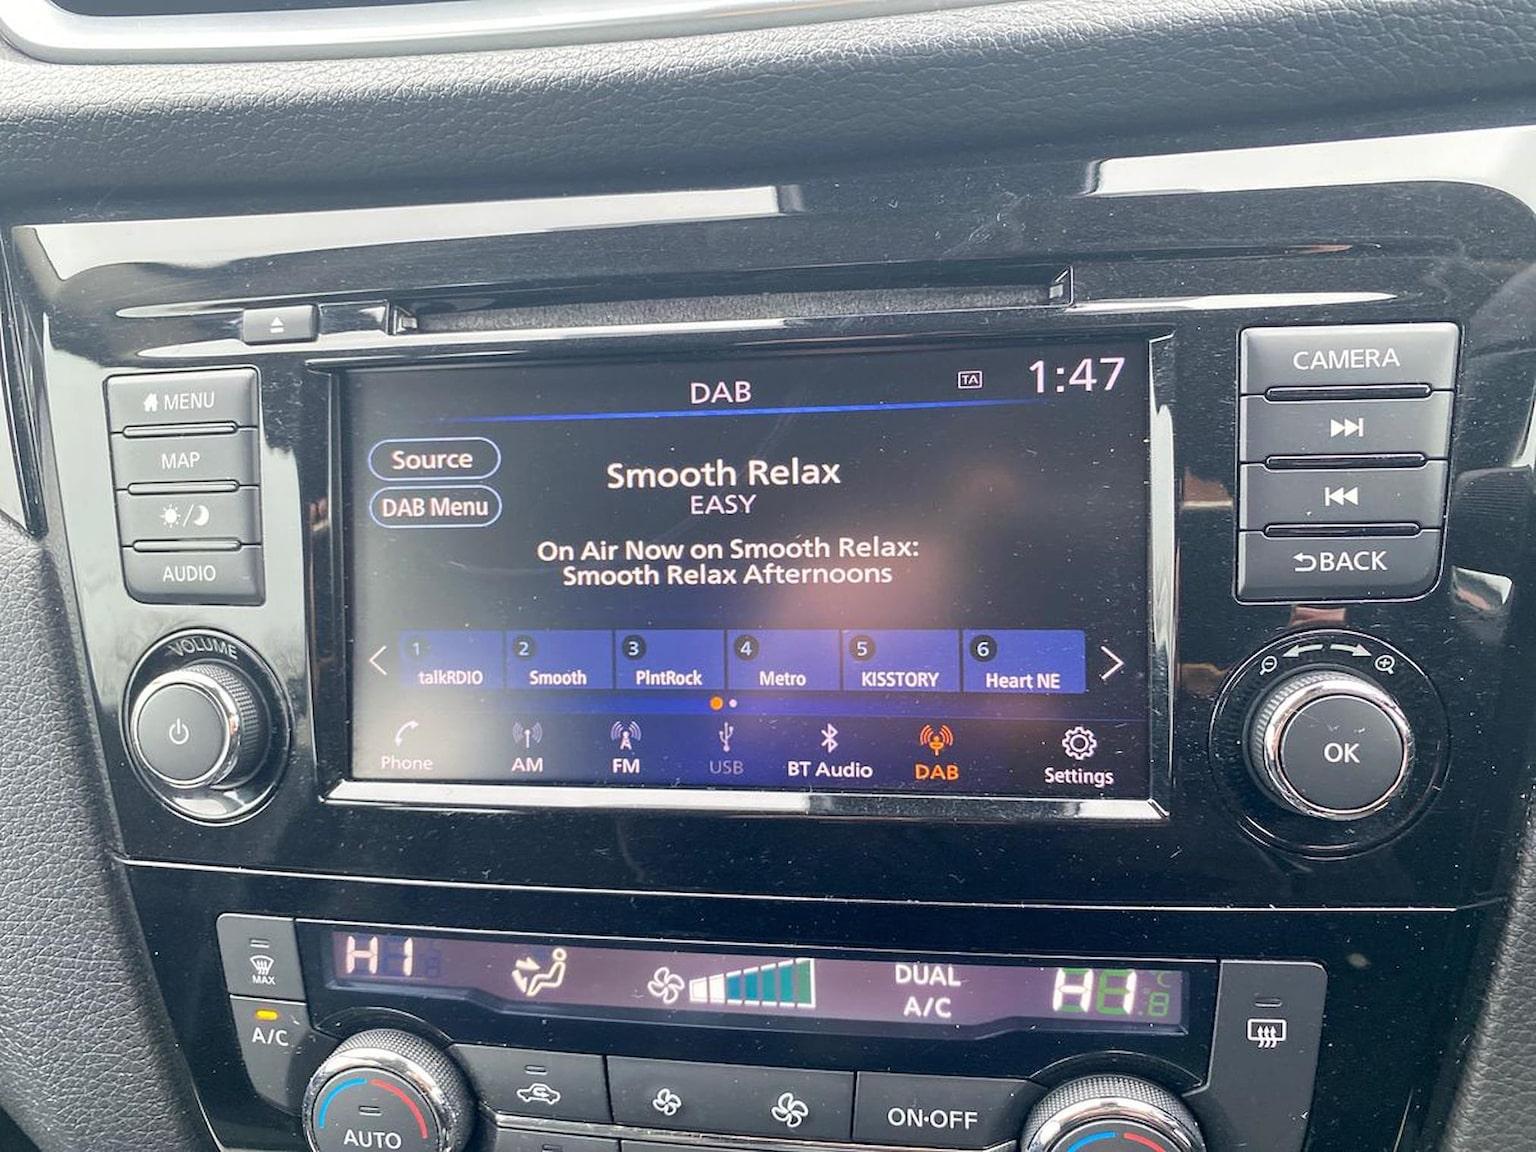 DAB
TA
1:47
Source
DAB Menu
Smooth Relax
EASY
On Air Now on Smooth Relax:
Smooth Relax Afternoons
1 talkRDIO
2 Smooth
3 PlntRock
4 Metro
5 KISSTORY
6 Heart NE
Phone
AM
FM
USB
BT Audio
DAB
Settings
MENU
MAP
AUDIO
VOLUME
CAMERA
BACK
OK
HI
DUAL
A/C
HI
°C
MAX
A/C
AUTO
ON·OFF